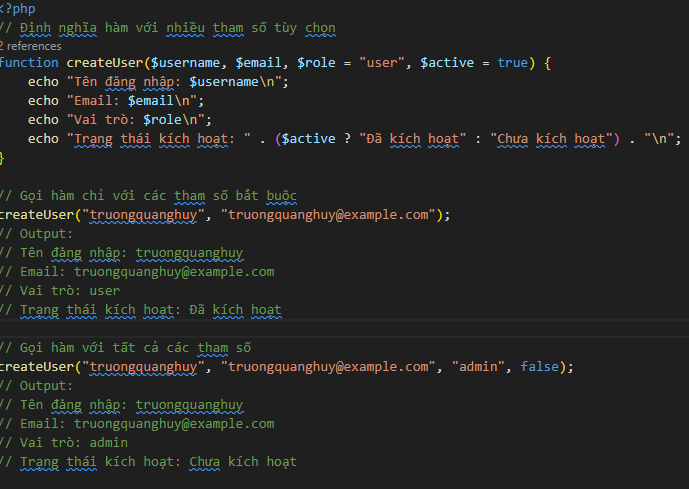 <?php
// Định nghĩa hàm với nhiều tham số tùy chọn
2 references
function createUser($username, $email, $role = "user", $active = true) {
    echo "Tên đăng nhập: $username\n";
    echo "Email: $email\n";
    echo "Vai trò: $role\n";
    echo "Trạng thái kích hoạt: " . ($active ? "Đã kích hoạt" : "Chưa kích hoạt") . "\n";
}
// Gọi hàm chỉ với các tham số bắt buộc
createUser("truongquanghuy", "truongquanghuy@example.com");
// Output:
// Tên đăng nhập: truongquanghuy
// Email: truongquanghuy@example.com
// Vai trò: user
// Trạng thái kích hoạt: Đã kích hoạt
// Gọi hàm với tất cả các tham số
createUser("truongquanghuy", "truongquanghuy@example.com", "admin", false);
// Output:
// Tên đăng nhập: truongquanghuy
// Email: truongquanghuy@example.com
// Vai trò: admin
// Trạng thái kích hoạt: Chưa kích hoạt